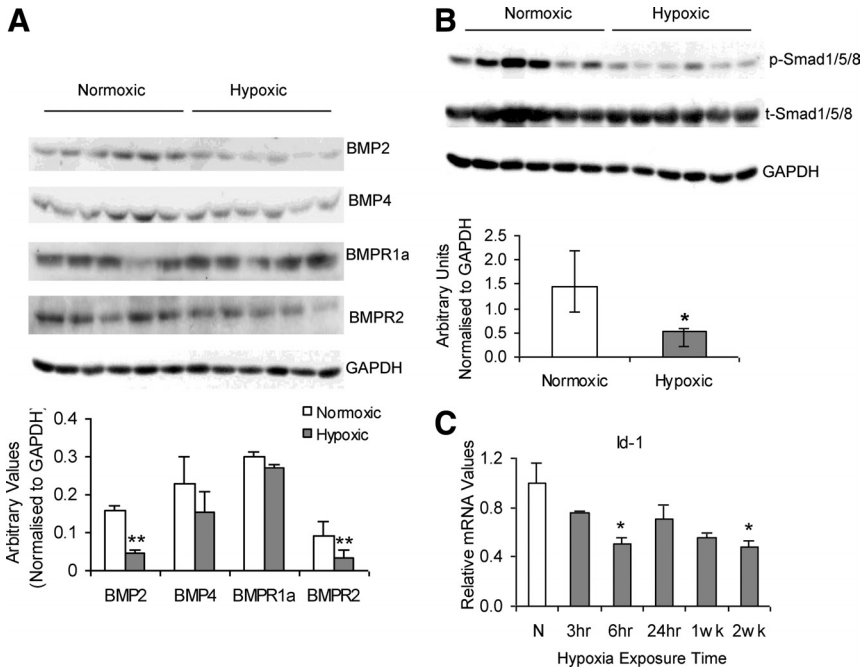 A
Normoxic Hypoxic
BMP2
BMP4
BMPR1a
BMPR2
GAPDH
Arbitrary Values
(Normalised to GAPDH)
0.4
0.3
0.2
0.1
0
Normoxic
Hypoxic
**
**
BMP2 BMP4 BMPR1a BMPR2
B
Normoxic Hypoxic
p-Smad1/5/8
t-Smad1/5/8
GAPDH
Arbitrary Units
Normalised to GAPDH
2.5
2.0
1.5
1.0
0.5
0.0
*
Normoxic Hypoxic
C
Id-1
Relative mRNA Values
1.2
0.8
0.4
0.0
*
*
N 3hr 6hr 24hr 1wk 2wk
Hypoxia Exposure Time